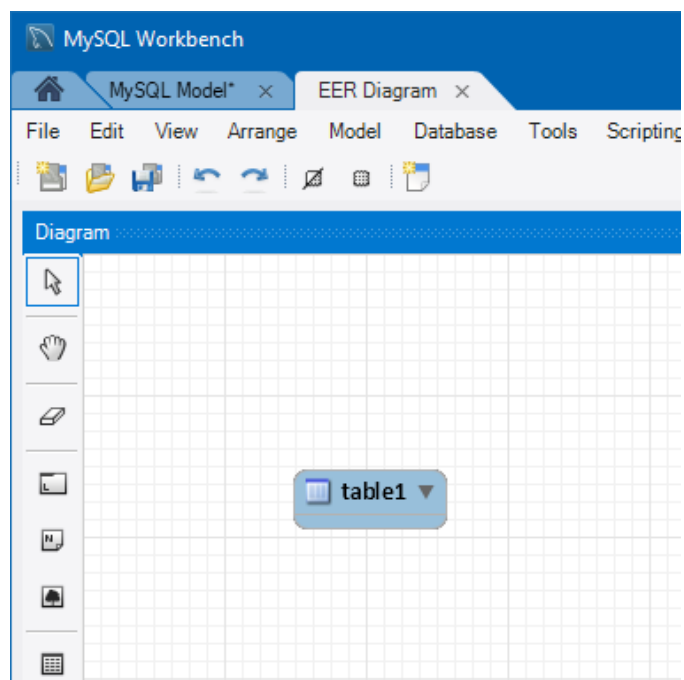 MySQL Workbench
MySQL Model* × EER Diagram ×
File Edit View Arrange Model Database Tools Scripting
Diagram
L
N
table1